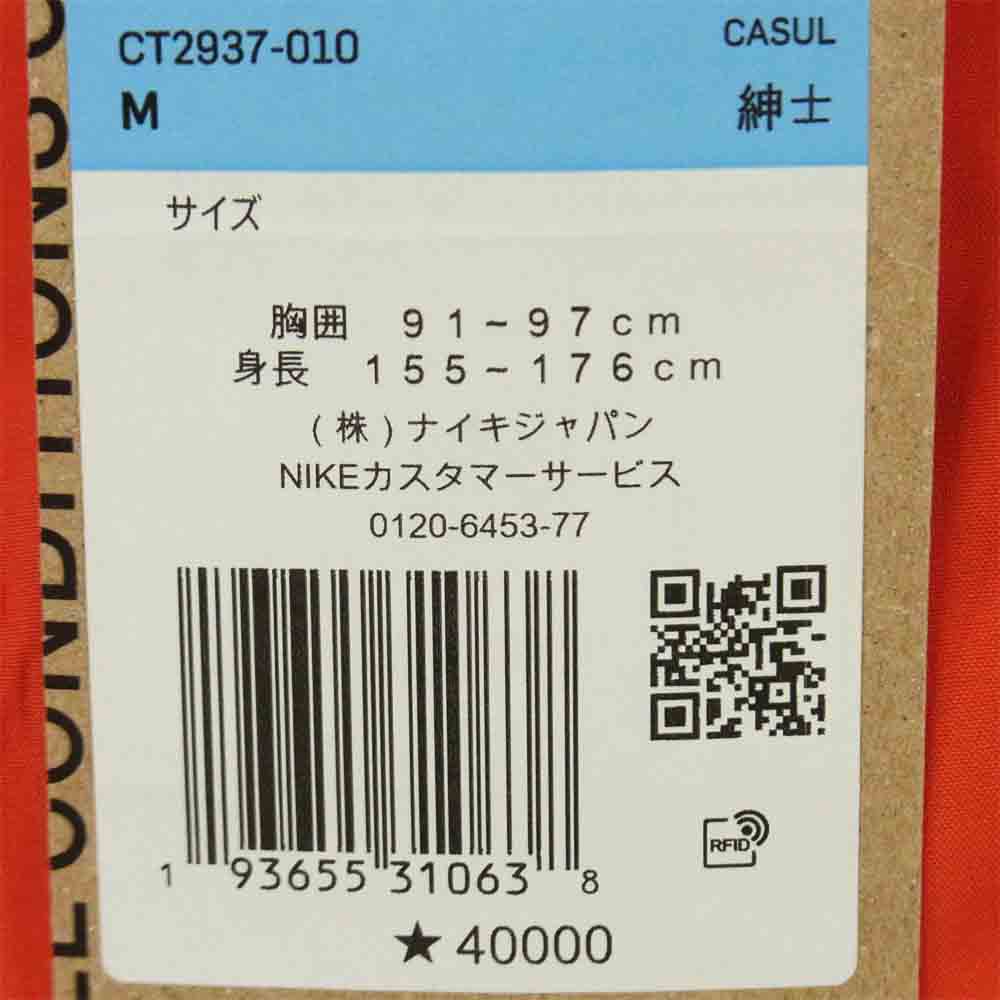 CT2937-010
CASUL
M
紳士
サイズ
胸囲　91~97cm
身長　155~176cm
(株)ナイキジャパン
NIKEカスタマーサービス
0120-6453-77
1 93655 31063 8
RFID
★40000
CONDITIONS